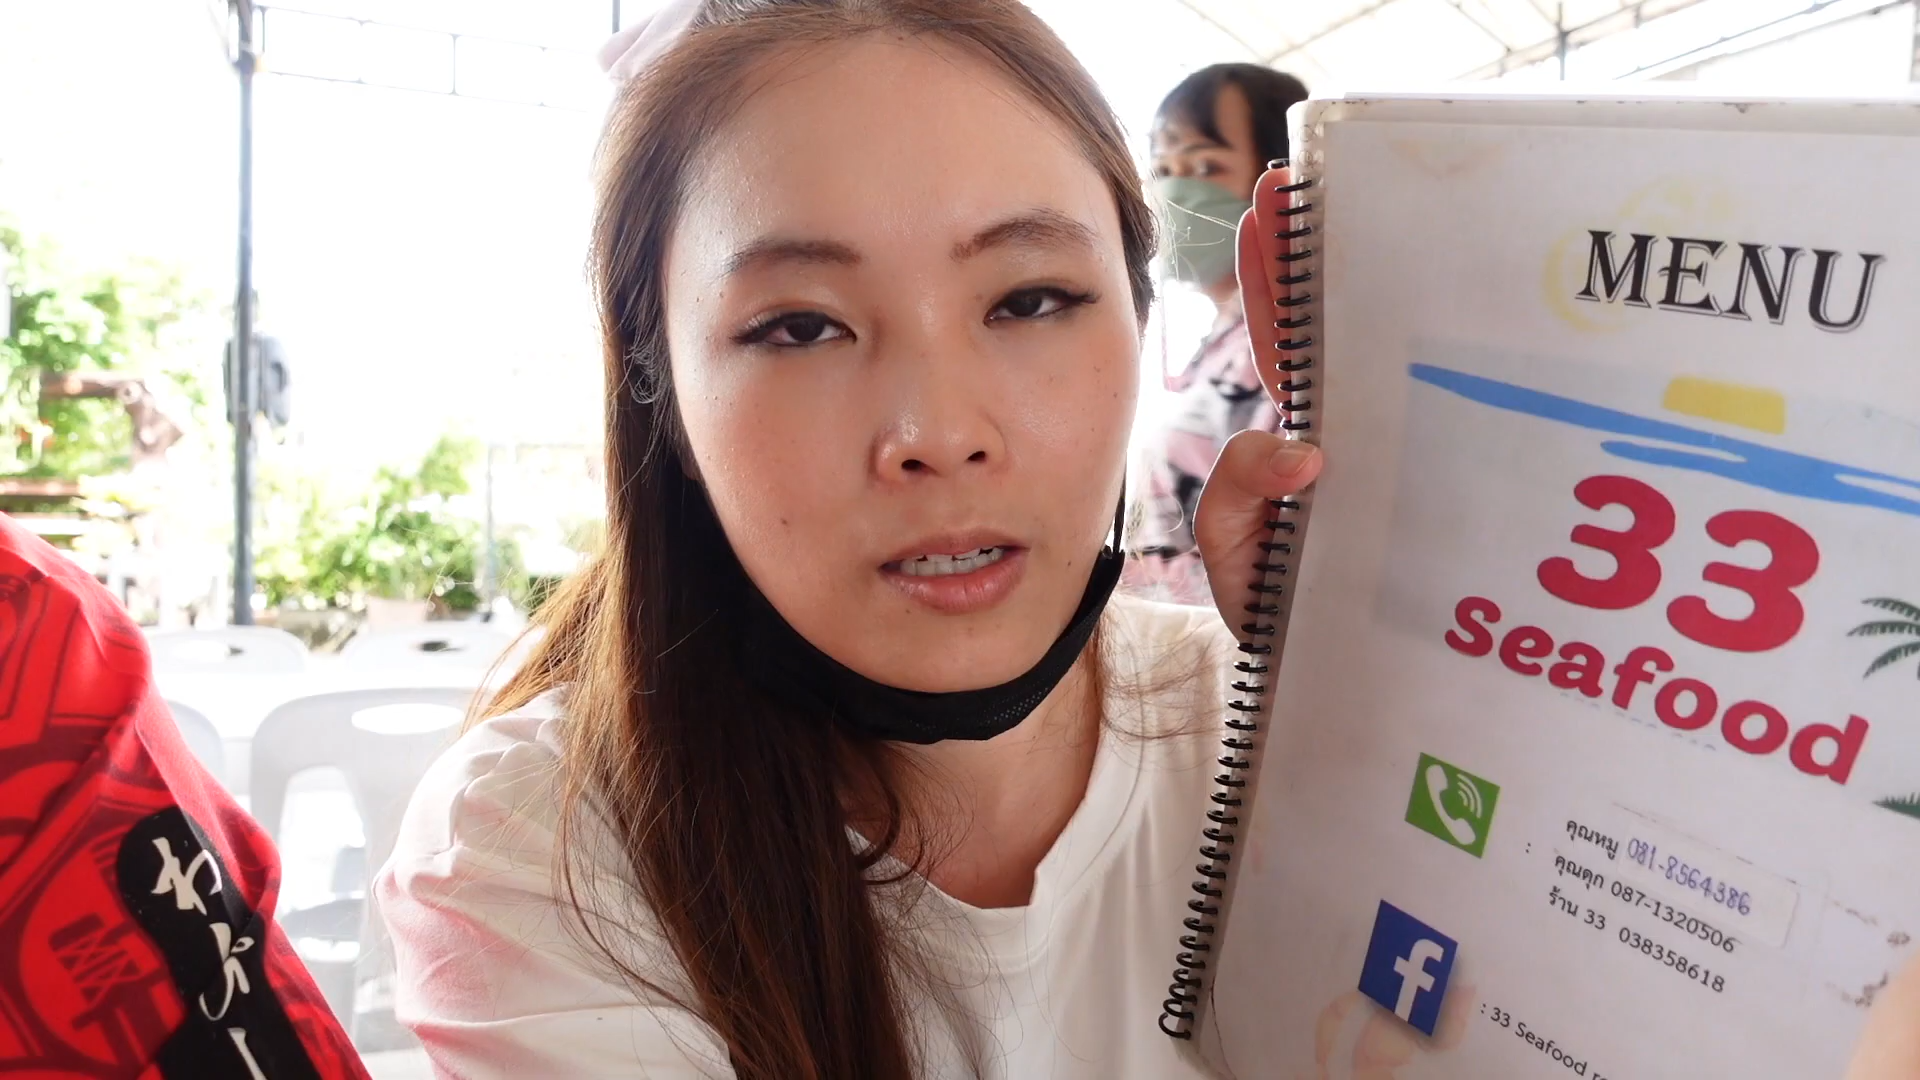 MENU
33
Seafood
: คุณหมู 081-8564386
คุณตุก 087-1320506
ร้าน 33 038358618
: 33 Seafood